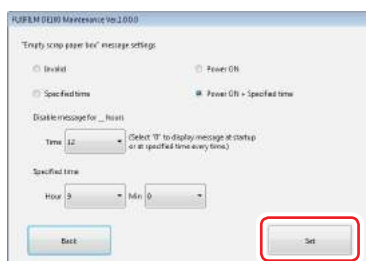 FUJIFILM DE100 Maintenance Ver.1.0.0.0
"Empty scrap paper box" message settings
Invalid
Power ON
Specified time
Power ON + Specified time
Disable message for __ hours
Time 12
(Select "0" to display message at startup
or at specified time every time.)
Specified time
Hour 9 Min 0
Back
Set